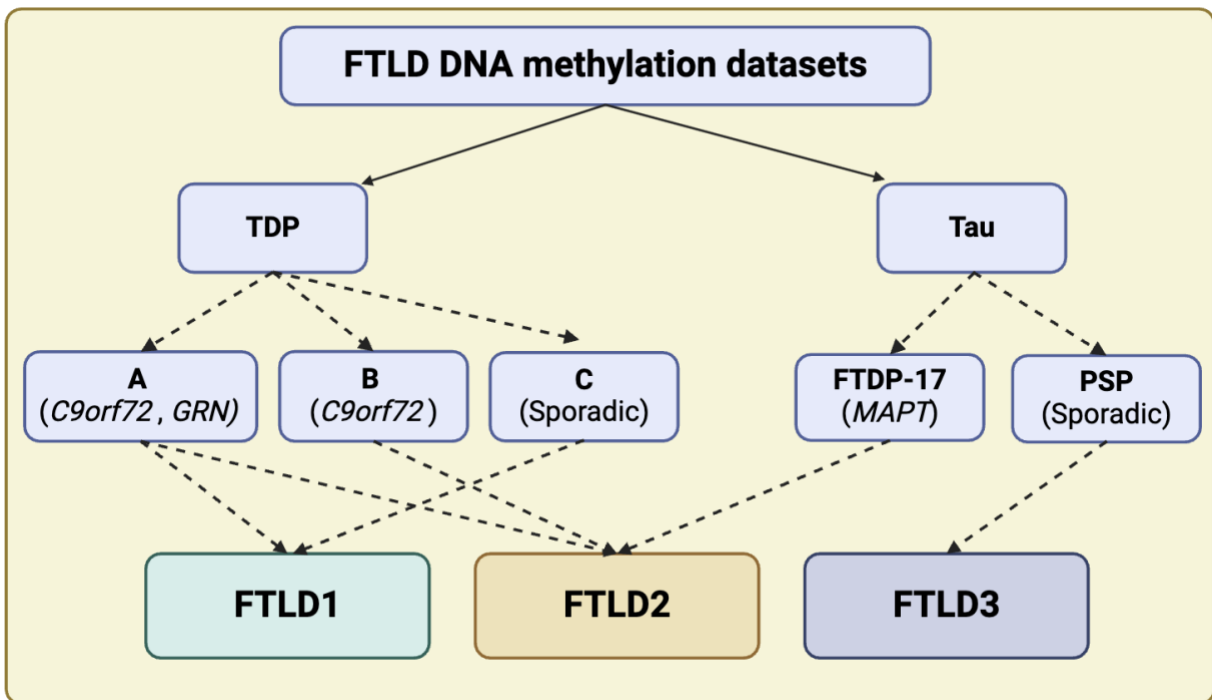 FTLD DNA methylation datasets
TDP
Tau
A
(C9orf72, GRN)
B
(C9orf72)
C
(Sporadic)
FTDP-17
(MAPT)
PSP
(Sporadic)
FTLD1
FTLD2
FTLD3